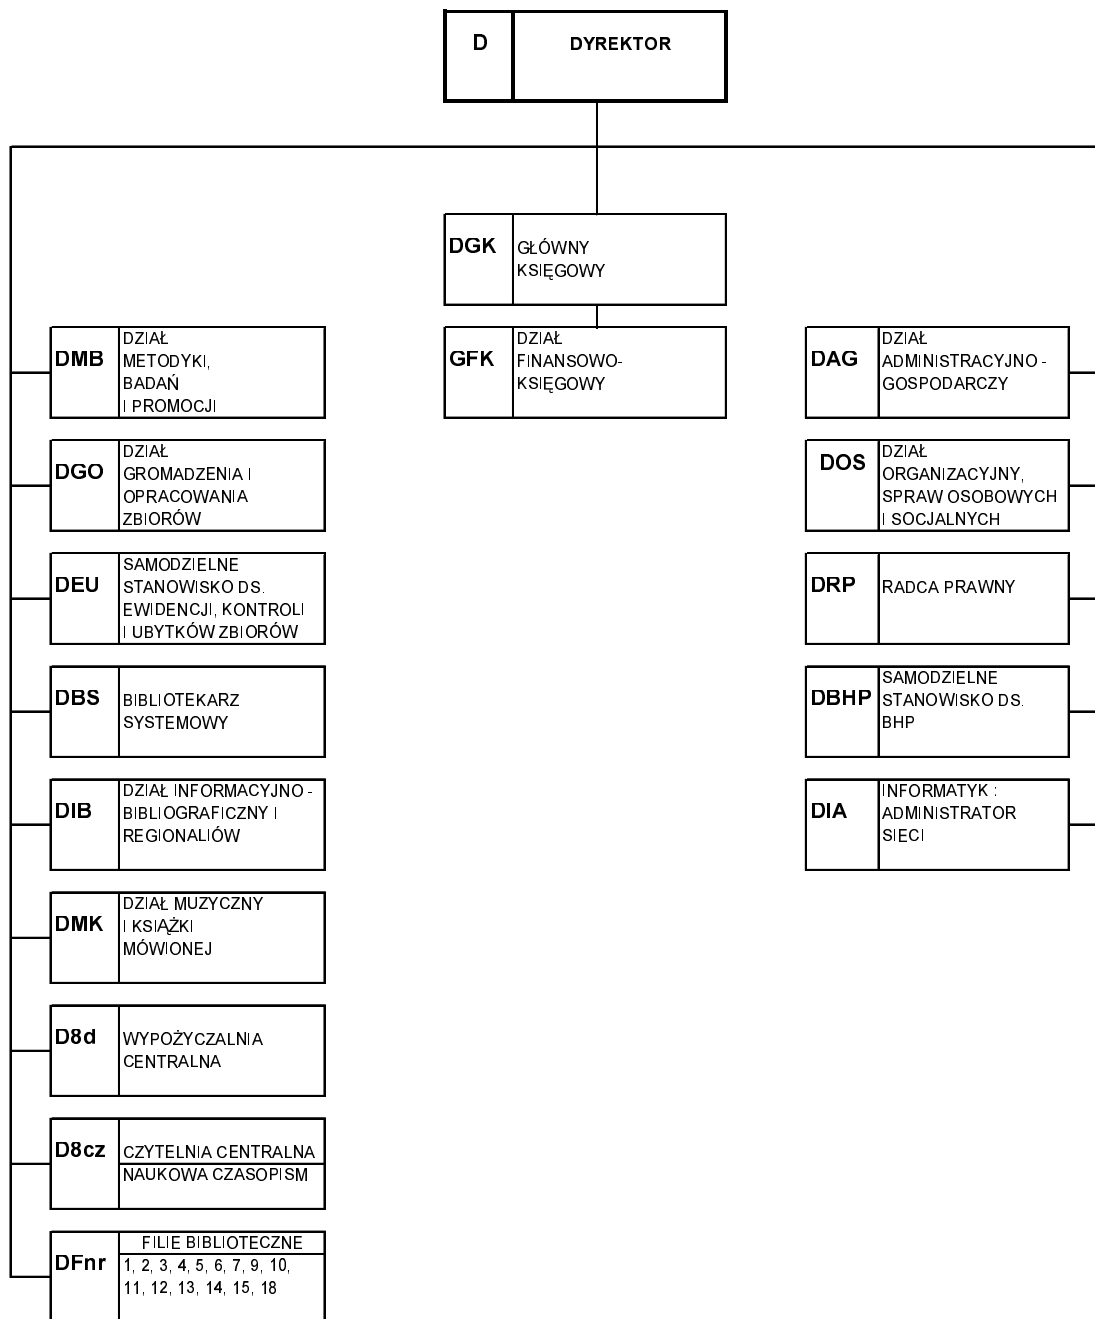 D DYREKTOR
DGK GŁÓWNY
KSIĘGOWY
GFK DZIAŁ
FINANSOWO-
KSIĘGOWY
DMB DZIAŁ
METODYKI,
BADAŃ
I PROMOCJI
DGO DZIAŁ
GROMADZENIA I
OPRACOWANIA
ZBIORÓW
DEU SAMODZIELNE
STANOWISKO DS.
EWIDENCJI, KONTROLI
I UBYTKÓW ZBIORÓW
DBS BIBLIOTEKARZ
SYSTEMOWY
DIB DZIAŁ INFORMACYJNO -
BIBLIOGRAFICZNY I
REGIONALIÓW
DMK DZIAŁ MUZYCZNY
I KSIĄŻKI
MÓWIONEJ
D8d WYPOŻYCZALNIA
CENTRALNA
D8cz CZYTELNIA CENTRALNA
NAUKOWA CZASOPISM
DFnr FILIE BIBLIOTECZNE
1, 2, 3, 4, 5, 6, 7, 9, 10,
11, 12, 13, 14, 15, 18
DAG DZIAŁ
ADMINISTRACYJNO -
GOSPODARCZY
DOS DZIAŁ
ORGANIZACYJNY,
SPRAW OSOBOWYCH
I SOCJALNYCH
DRP RADCA PRAWNY
DBHP SAMODZIELNE
STANOWISKO DS.
BHP
DIA INFORMATYK :
ADMINISTRATOR
SIECI